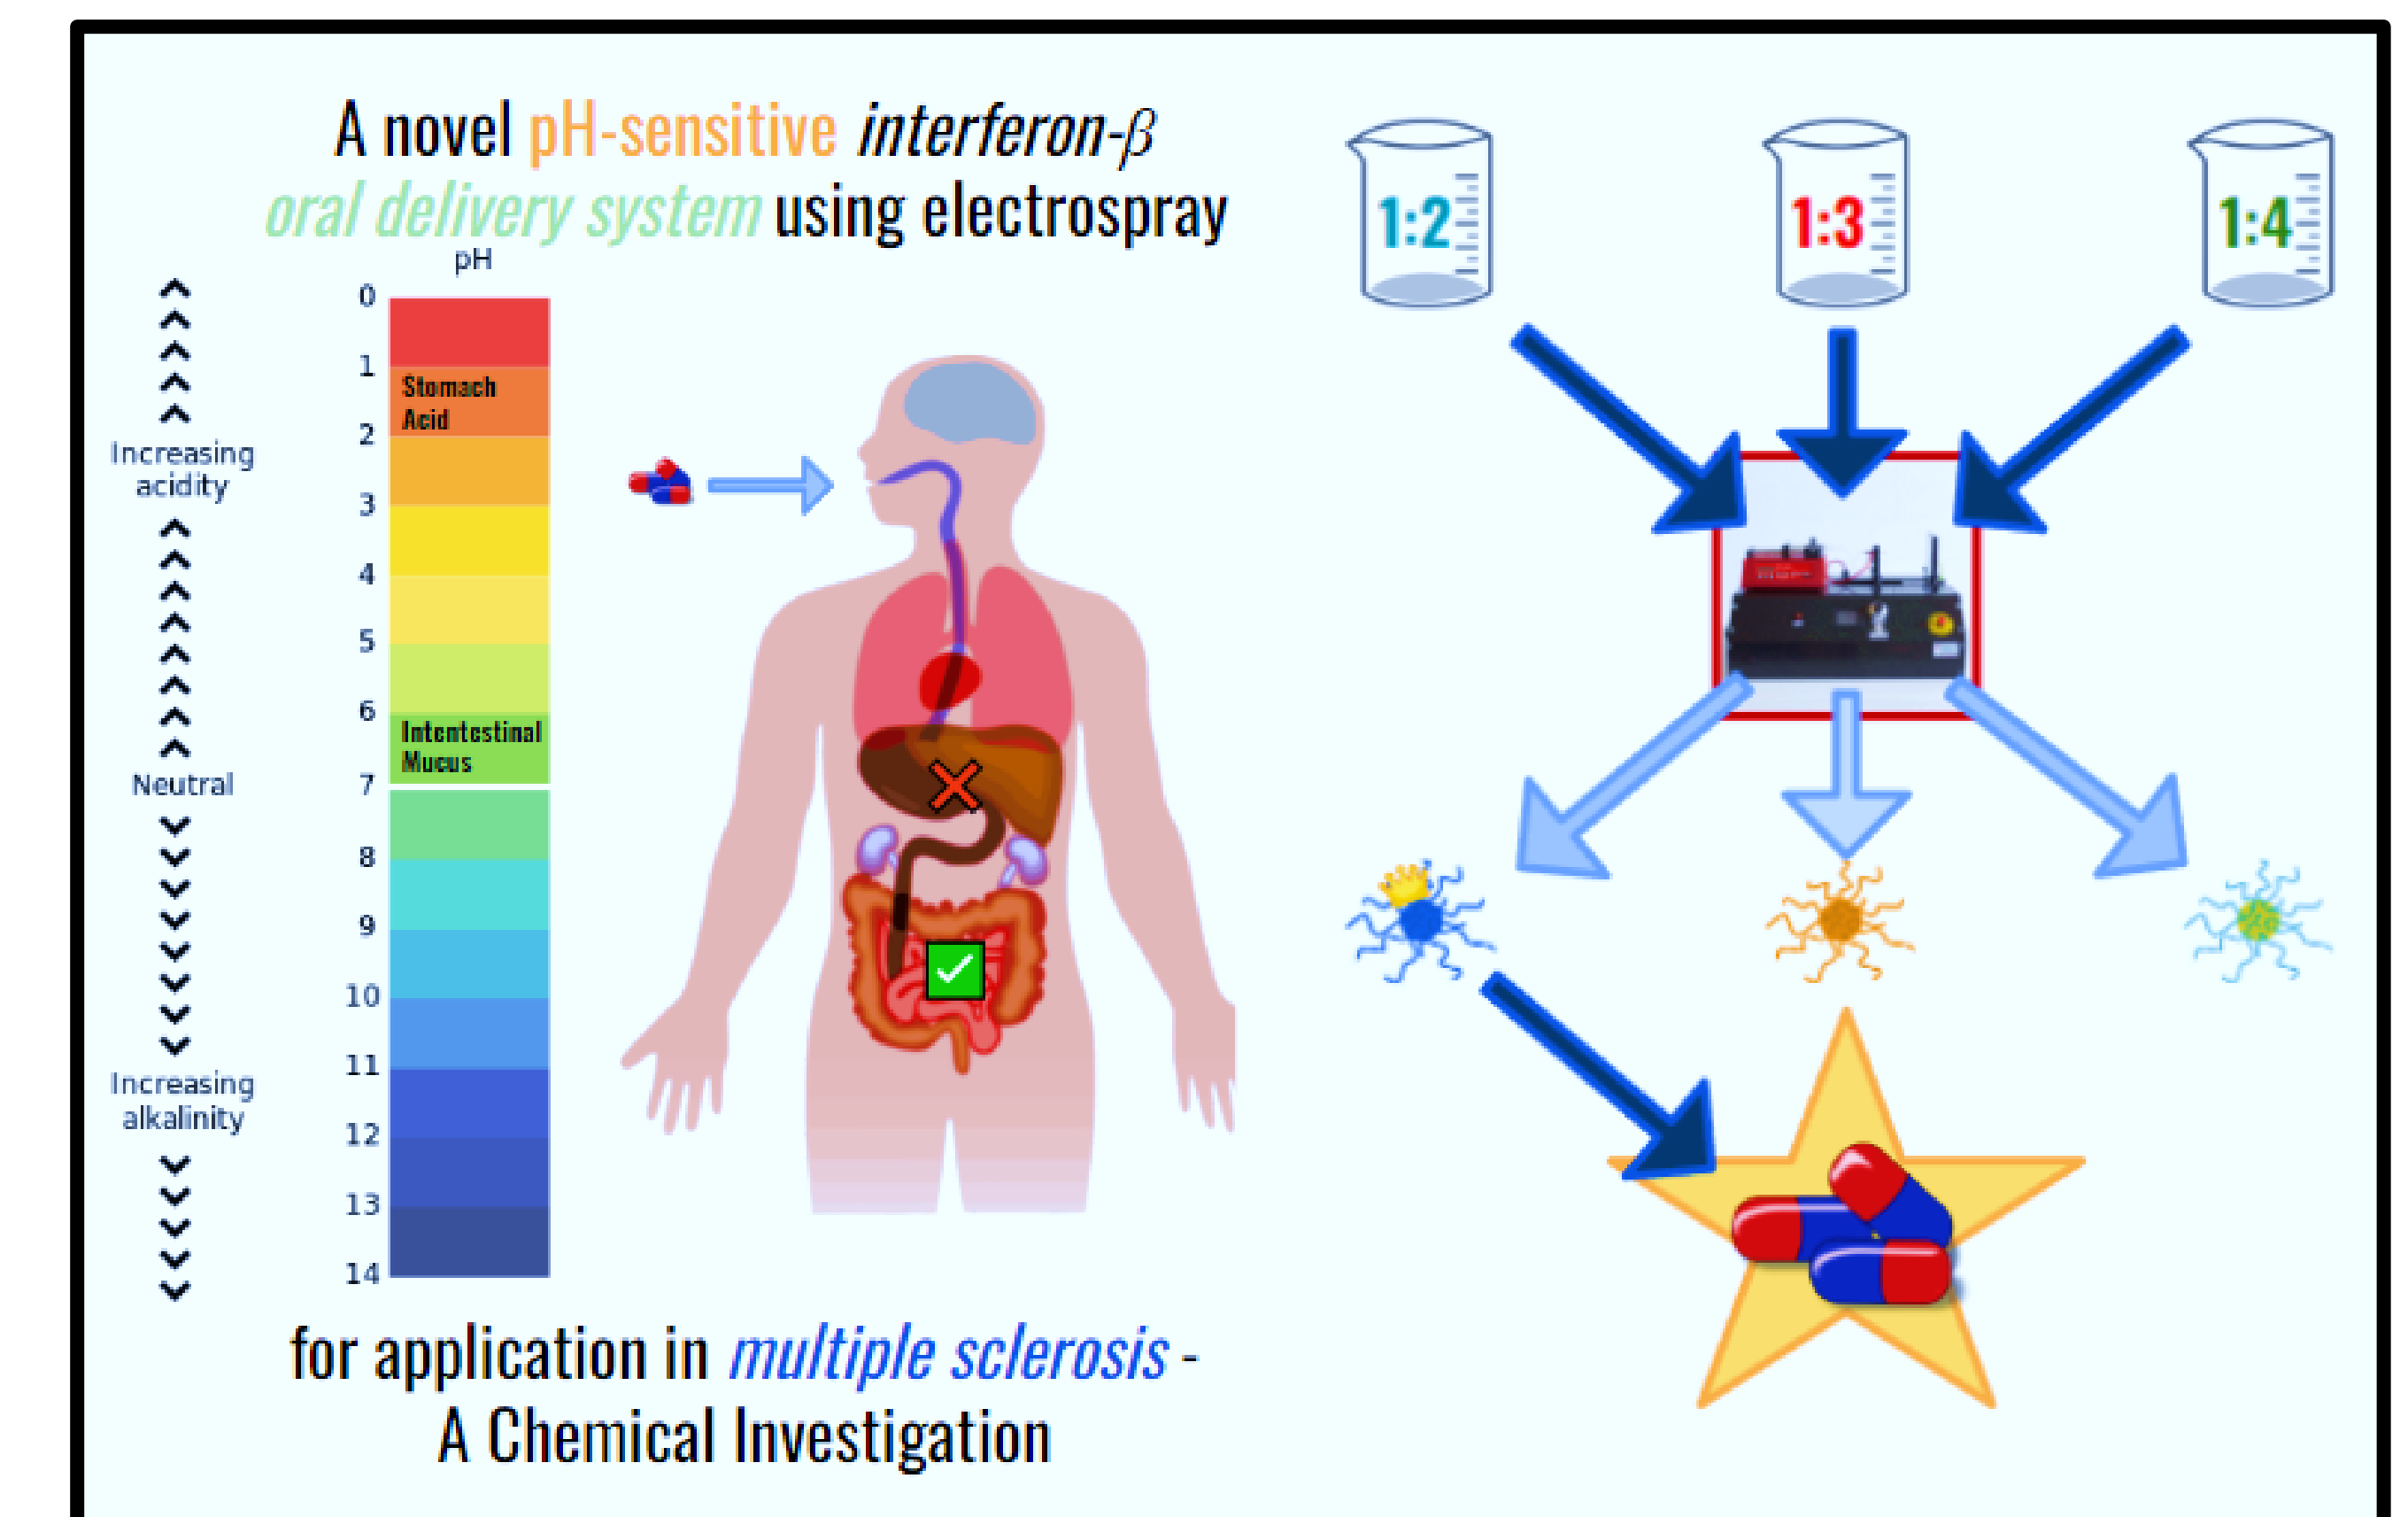 A novel pH-sensitive interferon-β
oral delivery system using electrospray
pH
0
1
Stomach
Acid
2
Increasing
acidity
3
4
5
6
Intentestinal
Mucus
7
Neutral
8
9
10
11
Increasing
alkalinity
12
13
14
for application in multiple sclerosis -
A Chemical Investigation
1:2
1:3
1:4